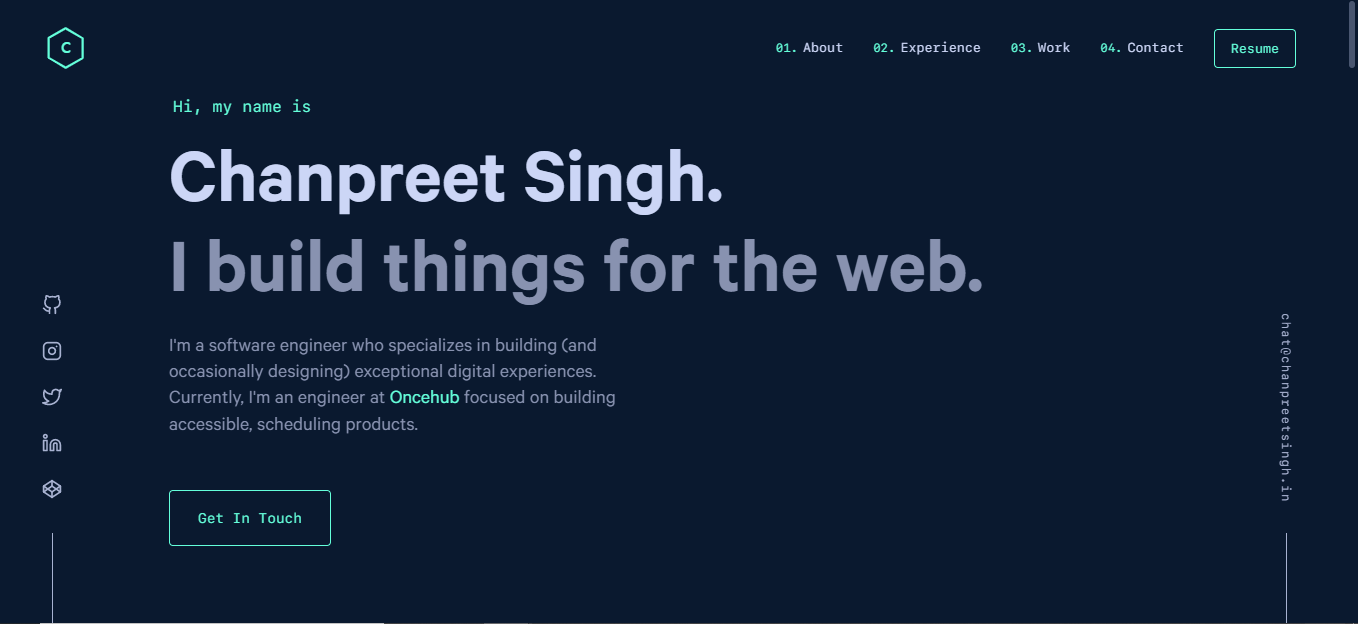 C
01. About 02. Experience 03. Work 04. Contact Resume
Hi, my name is
Chanpreet Singh.
I build things for the web.
I'm a software engineer who specializes in building (and
occasionally designing) exceptional digital experiences.
Currently, I'm an engineer at Oncehub focused on building
accessible, scheduling products.
Get In Touch
chat@chanpreetsingh.in